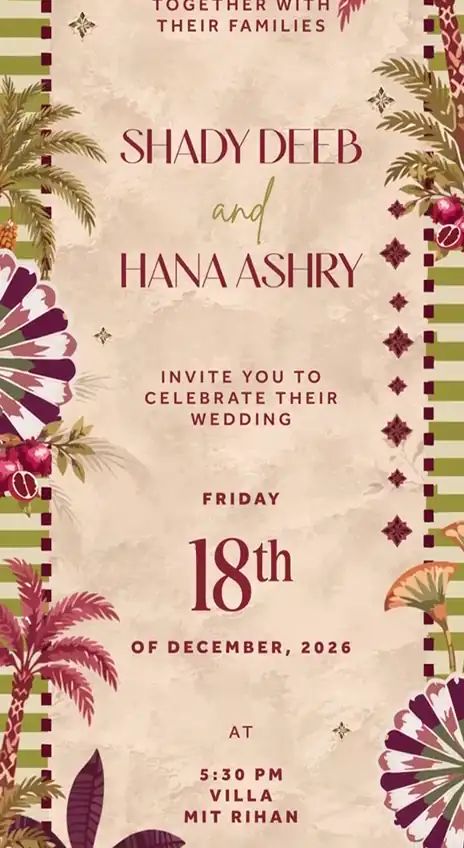 TOGETHER WITH
THEIR FAMILIES
SHADY DEEB
and
HANA ASHRY
INVITE YOU TO
CELEBRATE THEIR
WEDDING
FRIDAY
18th
OF DECEMBER, 2026
AT
5:30 PM
VILLA
MIT RIHAN